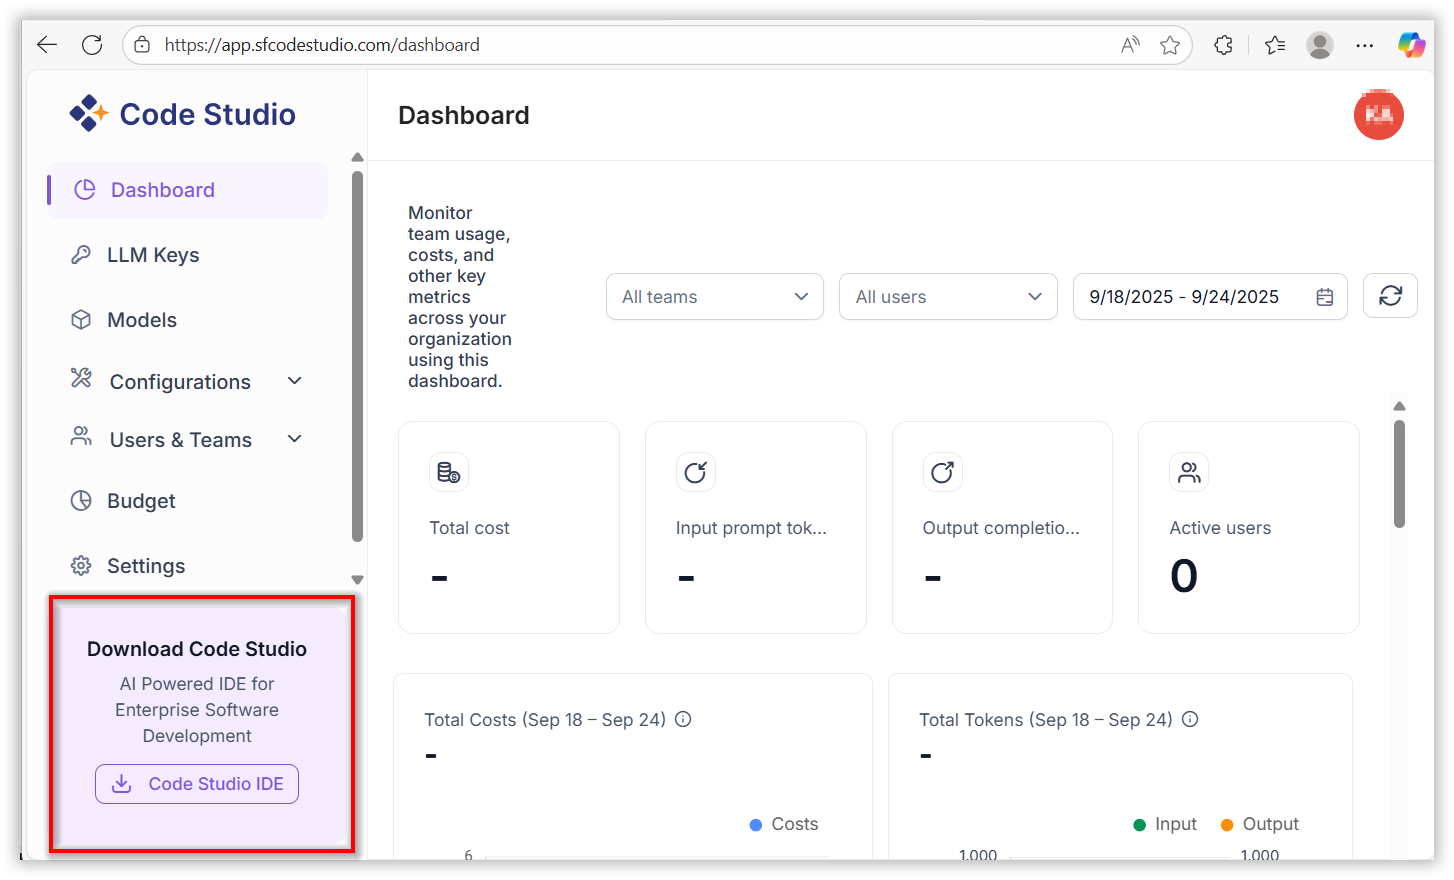 https://app.sfcodestudio.com/dashboard
Code Studio
Dashboard
LLM Keys
Models
Configurations
Users & Teams
Budget
Settings
Download Code Studio
AI Powered IDE for
Enterprise Software
Development
Code Studio IDE
Dashboard
Monitor
team usage,
costs, and
other key
metrics
across your
organization
using this
dashboard.
All teams
All users
9/18/2025 - 9/24/2025
Total cost
-
Input prompt tok...
-
Output completio...
-
Active users
0
Total Costs (Sep 18 – Sep 24)
-
Costs
6
Total Tokens (Sep 18 – Sep 24)
-
Input
Output
1,000
1,000